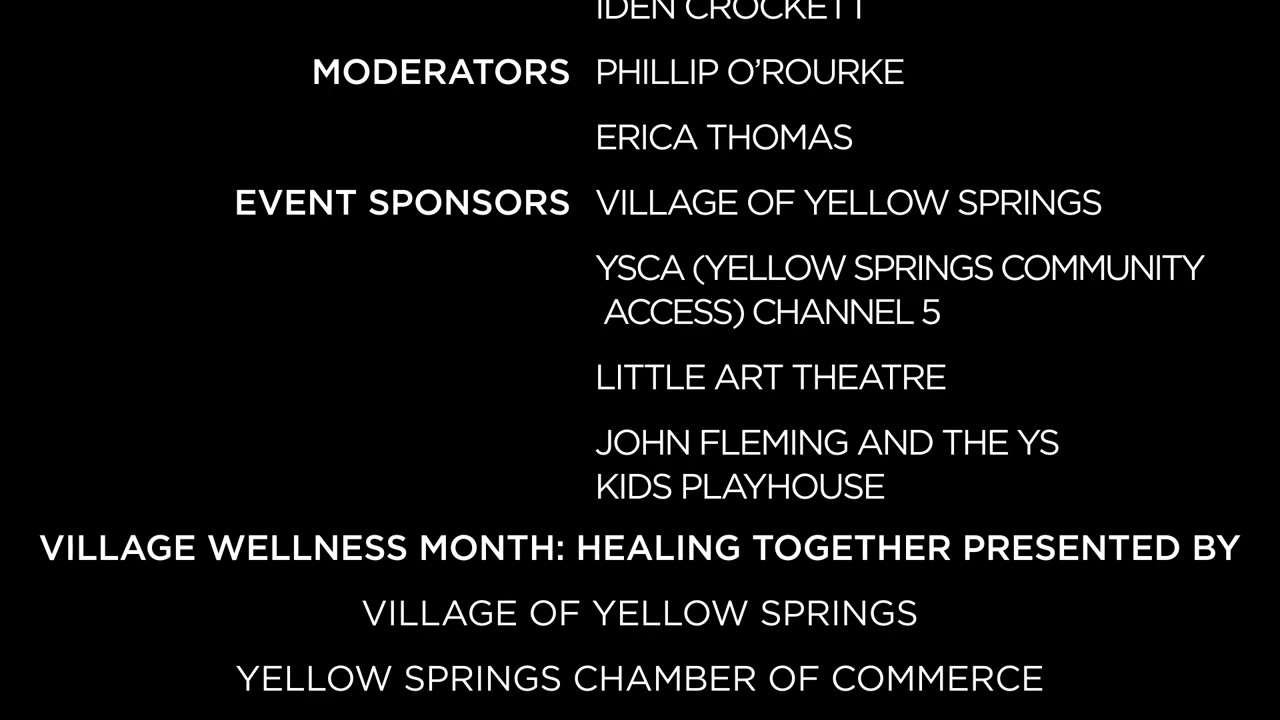 IDEN CROCKETT
MODERATORS PHILLIP O’ROURKE
ERICA THOMAS
EVENT SPONSORS VILLAGE OF YELLOW SPRINGS
YSCA (YELLOW SPRINGS COMMUNITY
ACCESS) CHANNEL 5
LITTLE ART THEATRE
JOHN FLEMING AND THE YS
KIDS PLAYHOUSE
VILLAGE WELLNESS MONTH: HEALING TOGETHER PRESENTED BY
VILLAGE OF YELLOW SPRINGS
YELLOW SPRINGS CHAMBER OF COMMERCE